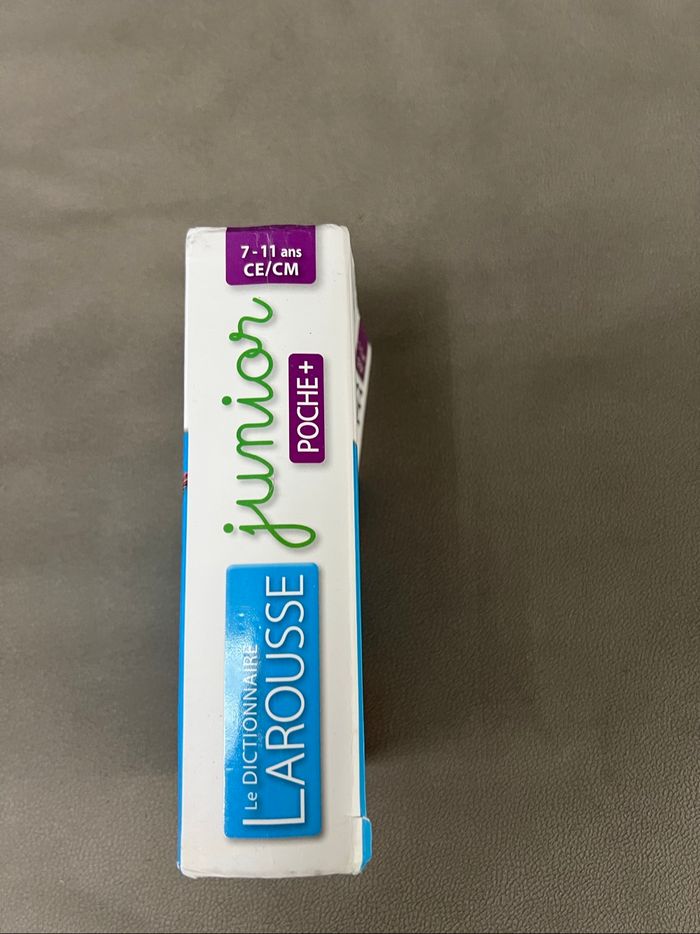 7 - 11 ans
CE/CM
Le DICTIONNAIRE
LAROUSSE
junior
POCHE+